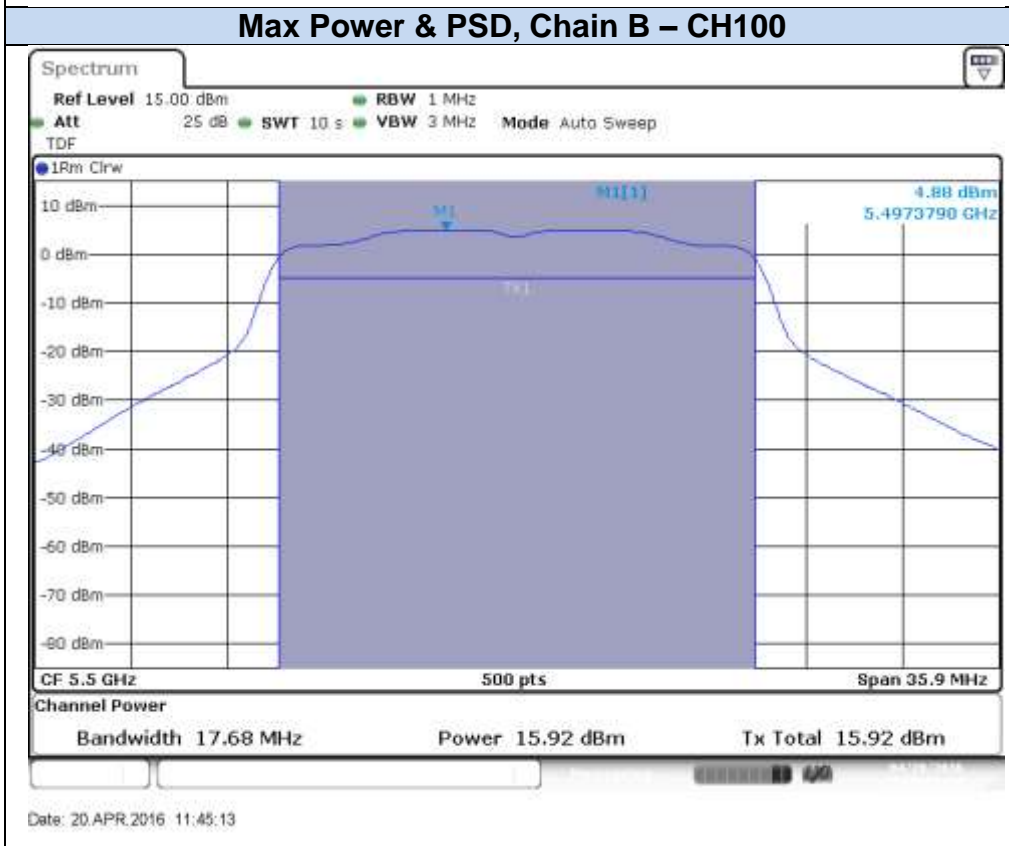 Max Power & PSD, Chain B – CH100
Spectrum
Ref Level 15.00 dBm RBW 1 MHz
Att 25 dB SWT 10 s VBW 3 MHz Mode Auto Sweep
TDF
1Rm Clrw
M1[1] 4.88 dBm
5.4973790 GHz
10 dBm
M1
0 dBm
Tx1
-10 dBm
-20 dBm
-30 dBm
-40 dBm
-50 dBm
-60 dBm
-70 dBm
-80 dBm
CF 5.5 GHz 500 pts Span 35.9 MHz
Channel Power
Bandwidth 17.68 MHz Power 15.92 dBm Tx Total 15.92 dBm
Date: 20.APR.2016 11:45:13